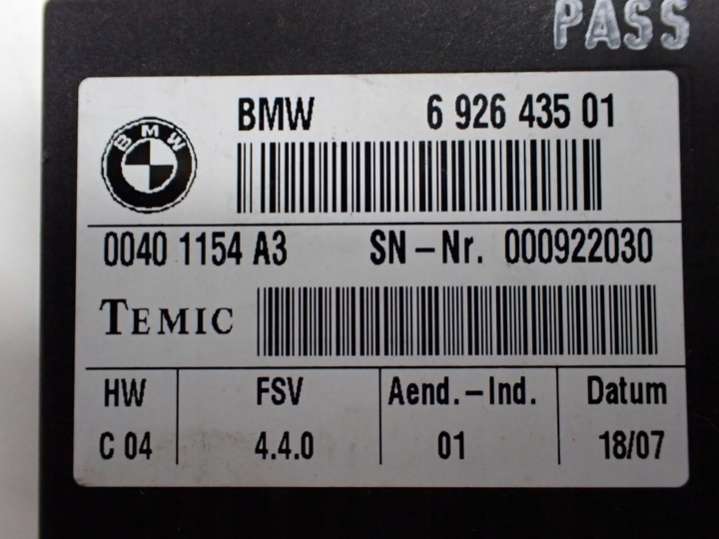 PASS
BMW 6 926 435 01
BMW
0040 1154 A3 SN-Nr. 000922030
TEMIC
HW FSV Aend.-Ind. Datum
C 04 4.4.0 01 18/07